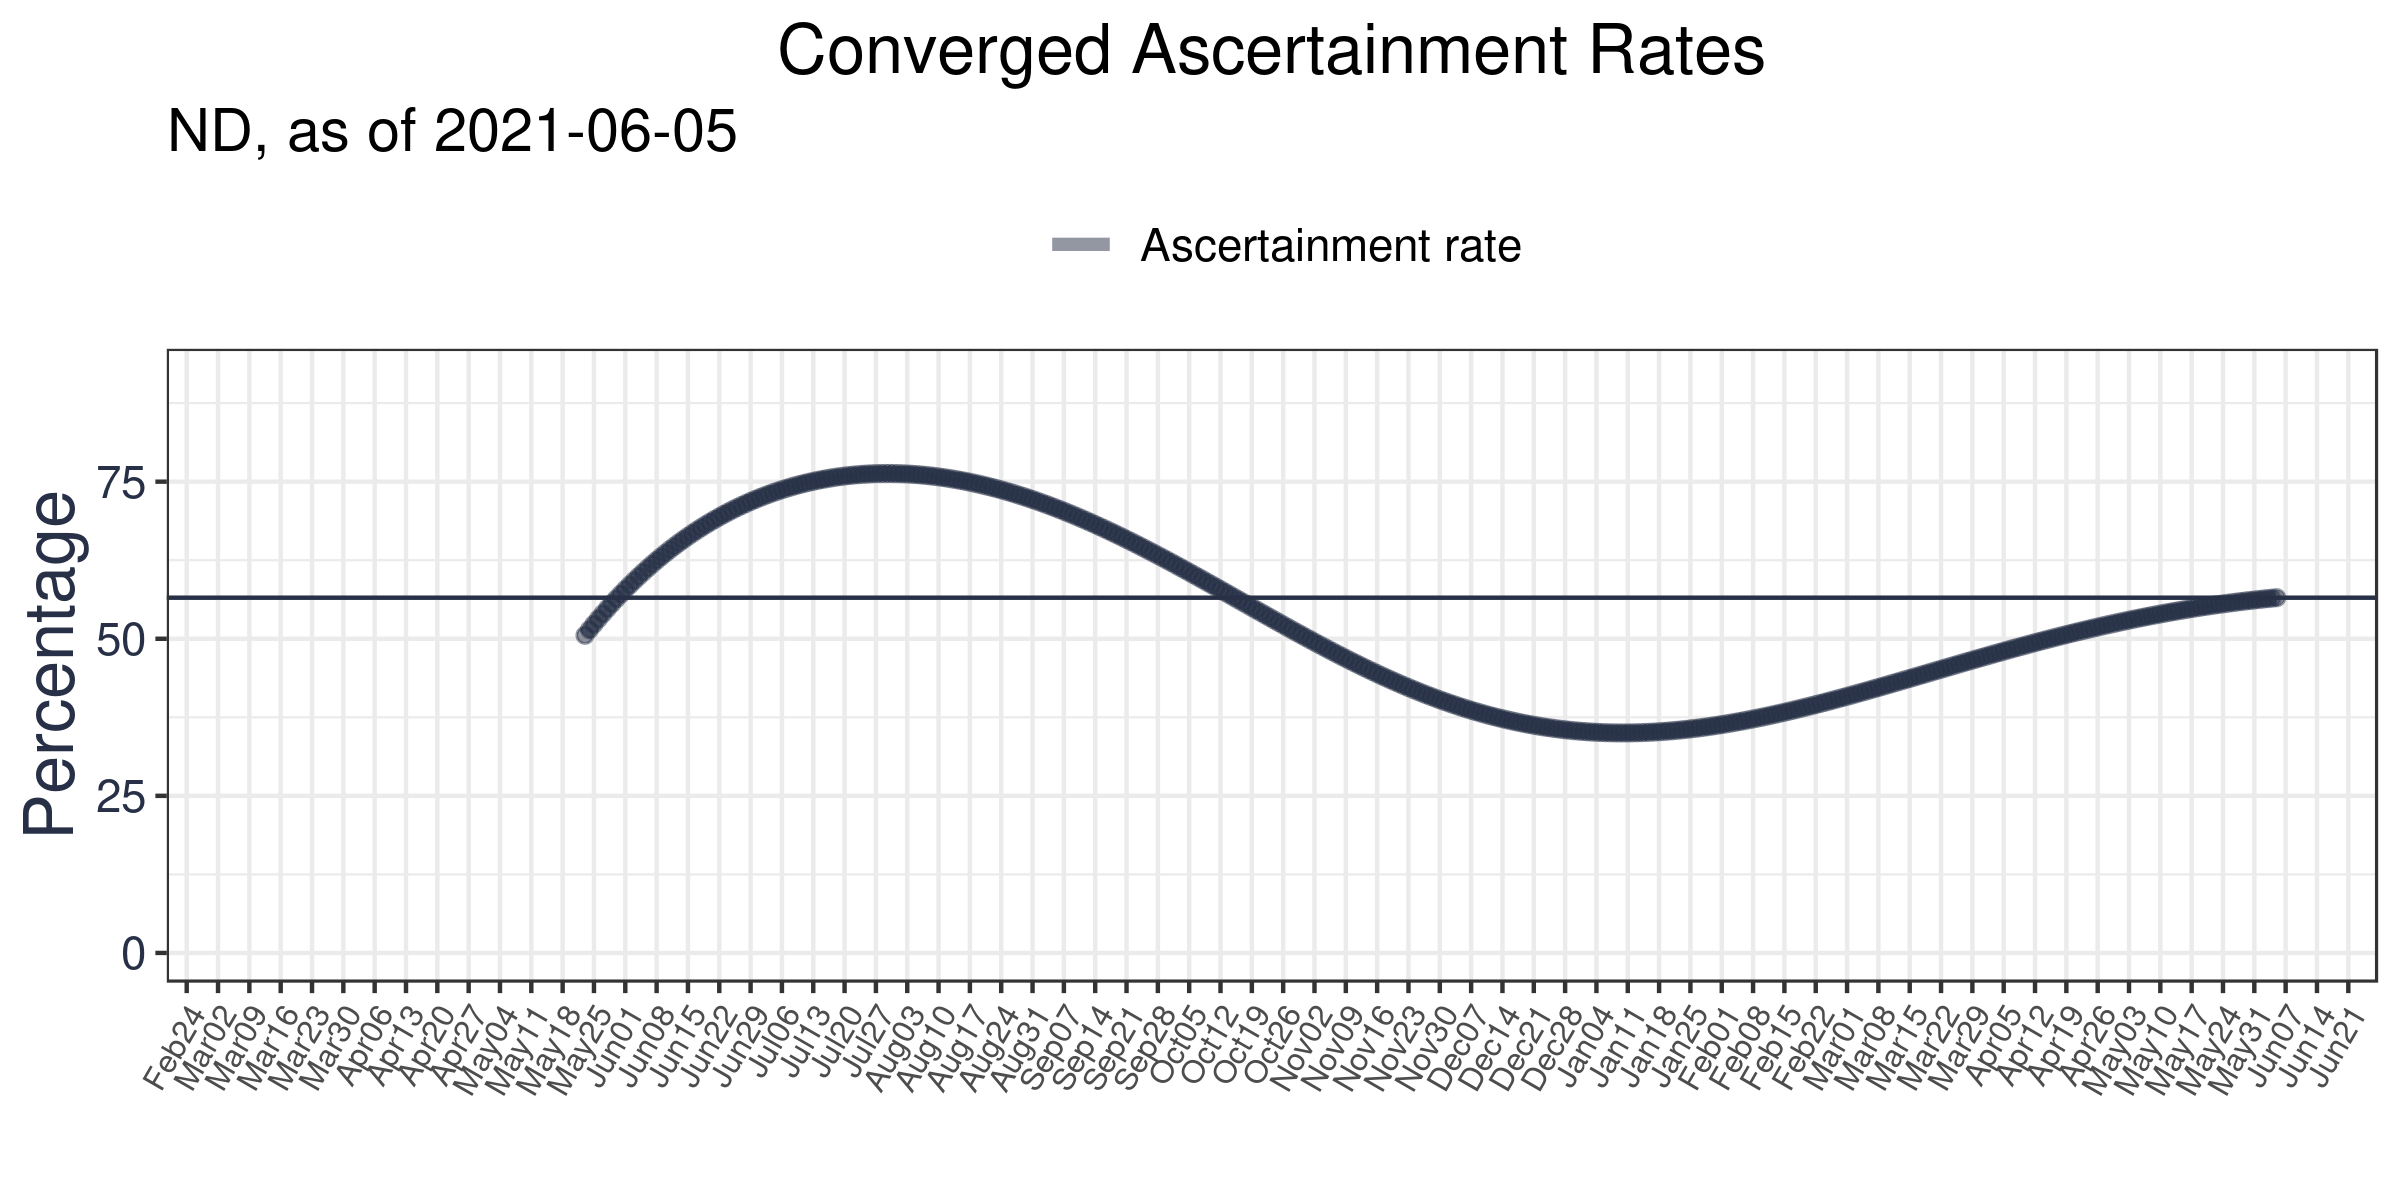 Converged Ascertainment Rates
ND, as of 2021-06-05
Ascertainment rate
Percentage
75
50
25
0
Feb24
Mar02
Mar09
Mar16
Mar23
Mar30
Apr06
Apr13
Apr20
Apr27
May04
May11
May18
May25
Jun01
Jun08
Jun15
Jun22
Jun29
Jul06
Jul13
Jul20
Jul27
Aug03
Aug10
Aug17
Aug24
Aug31
Sep07
Sep14
Sep21
Sep28
Oct05
Oct12
Oct19
Oct26
Nov02
Nov09
Nov16
Nov23
Nov30
Dec07
Dec14
Dec21
Dec28
Jan04
Jan11
Jan18
Jan25
Feb01
Feb08
Feb15
Feb22
Mar01
Mar08
Mar15
Mar22
Mar29
Apr05
Apr12
Apr19
Apr26
May03
May10
May17
May24
May31
Jun07
Jun14
Jun21